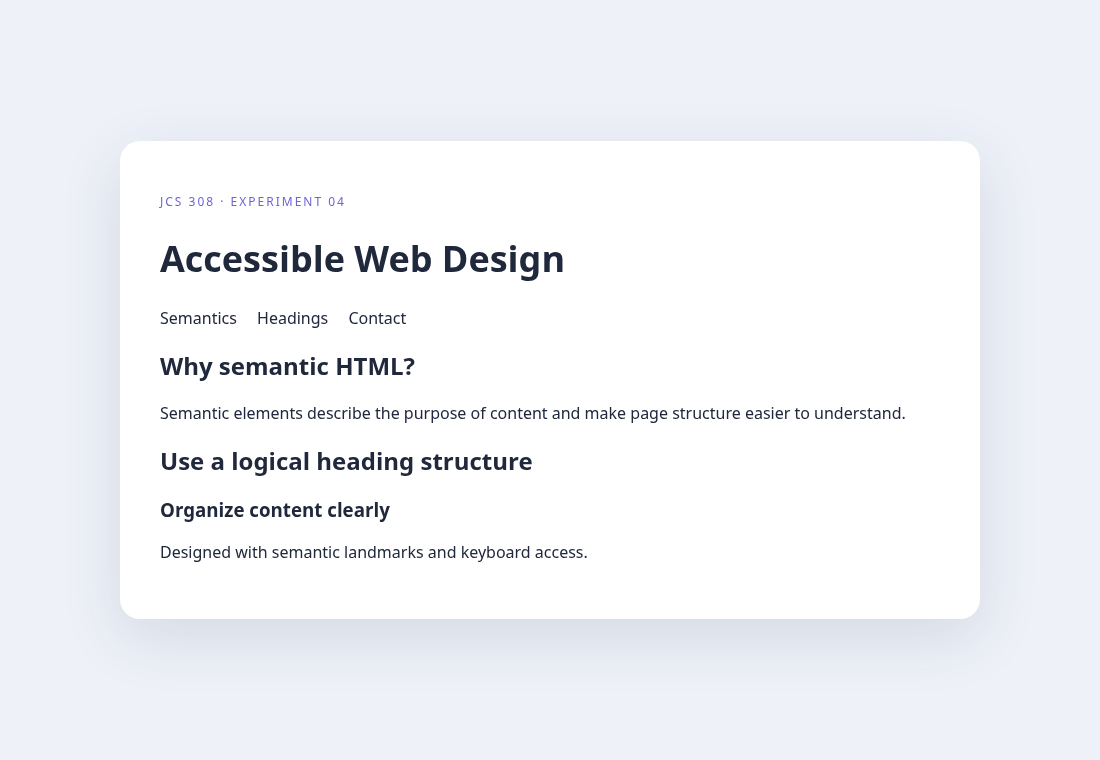 JCS 308 · EXPERIMENT 04
Accessible Web Design
Semantics Headings Contact
Why semantic HTML?
Semantic elements describe the purpose of content and make page structure easier to understand.
Use a logical heading structure
Organize content clearly
Designed with semantic landmarks and keyboard access.